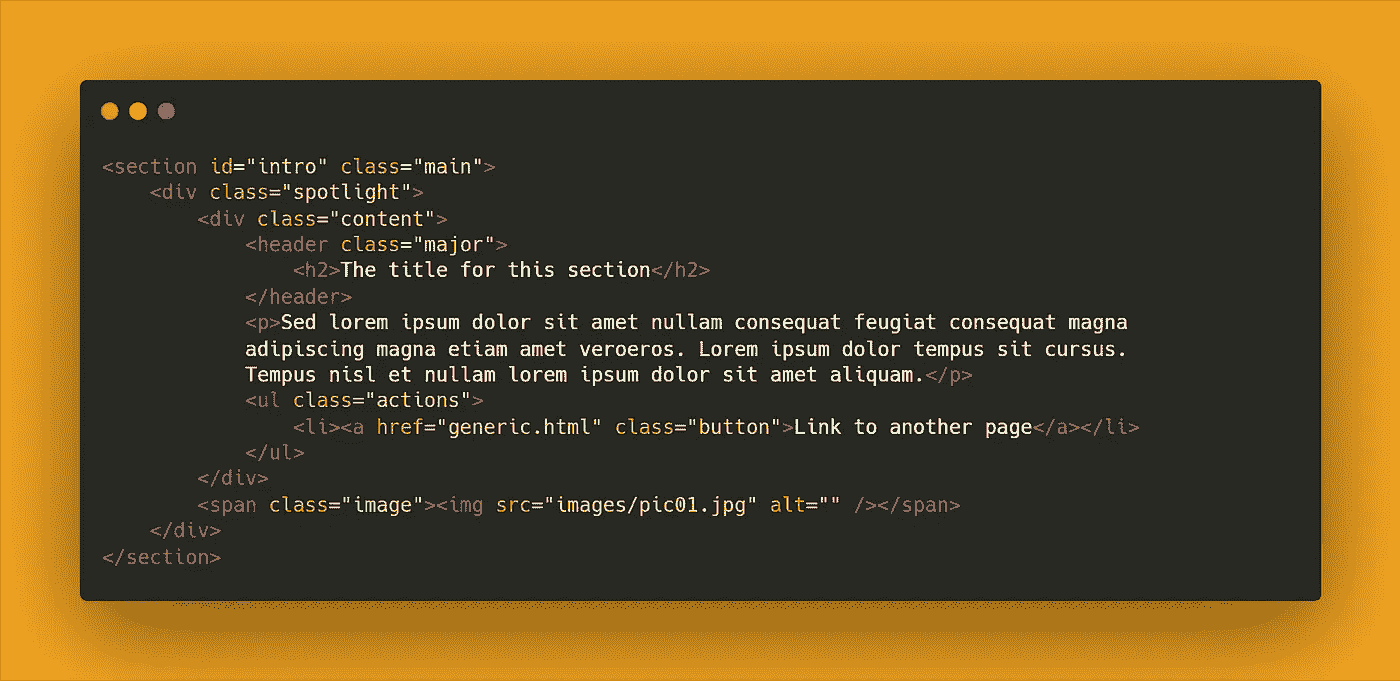 <section id="intro" class="main">
    <div class="spotlight">
        <div class="content">
            <header class="major">
                <h2>The title for this section</h2>
            </header>
            <p>Sed lorem ipsum dolor sit amet nullam consequat feugiat consequat magna
            adipiscing magna etiam amet veroeros. Lorem ipsum dolor tempus sit cursus.
            Tempus nisl et nullam lorem ipsum dolor sit amet aliquam.</p>
            <ul class="actions">
                <li><a href="generic.html" class="button">Link to another page</a></li>
            </ul>
        </div>
        <span class="image"><img src="images/pic01.jpg" alt="" /></span>
    </div>
</section>